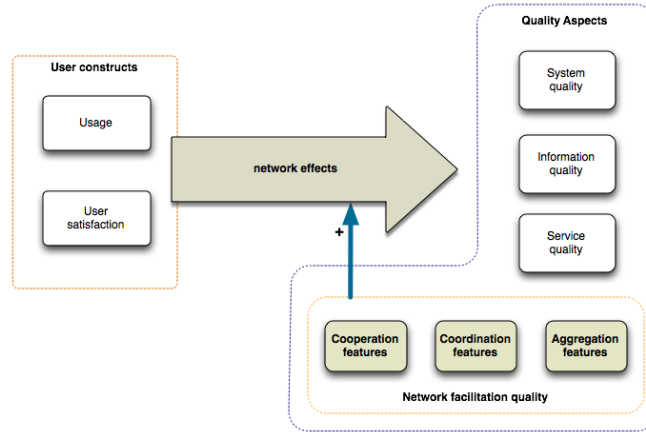 Quality Aspects
User constructs
System
quality
Usage
Information
quality
network effects
User
satisfaction
Service
quality
+
Cooperation
features
Coordination
features
Aggregation
features
Network facilitation quality